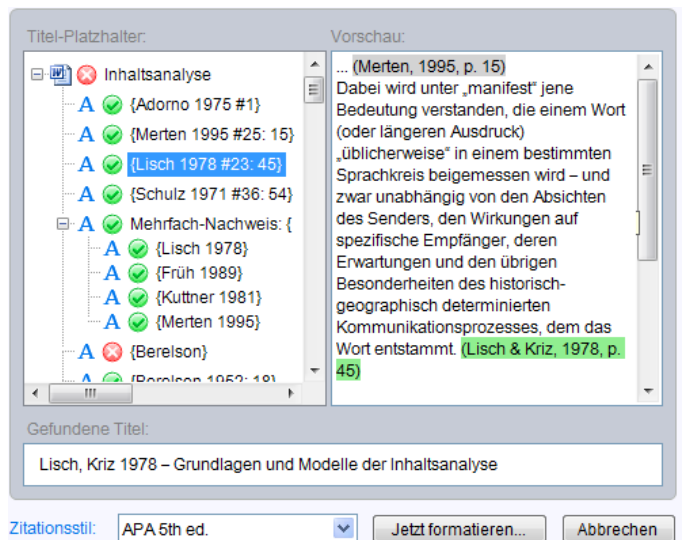 Titel-Platzhalter:
Inhaltsanalyse
{Adorno 1975 #1}
{Merten 1995 #25: 15}
{Lisch 1978 #23: 45}
{Schulz 1971 #36: 54}
Mehrfach-Nachweis: {
{Lisch 1978}
{Früh 1989}
{Kuttner 1981}
{Merten 1995}
{Berelson}
{Berelson 1952: 18}
Vorschau:
... (Merten, 1995, p. 15)
Dabei wird unter „manifest“ jene
Bedeutung verstanden, die einem Wort
(oder längeren Ausdruck)
„üblicherweise“ in einem bestimmten
Sprachkreis beigemessen wird – und
zwar unabhängig von den Absichten
des Senders, den Wirkungen auf
spezifische Empfänger, deren
Erwartungen und den übrigen
Besonderheiten des historisch-
geographisch determinierten
Kommunikationsprozesses, dem das
Wort entstammt. (Lisch & Kriz, 1978, p.
45)
Gefundene Titel:
Lisch, Kriz 1978 – Grundlagen und Modelle der Inhaltsanalyse
Zitationsstil: APA 5th ed. Jetzt formatieren... Abbrechen